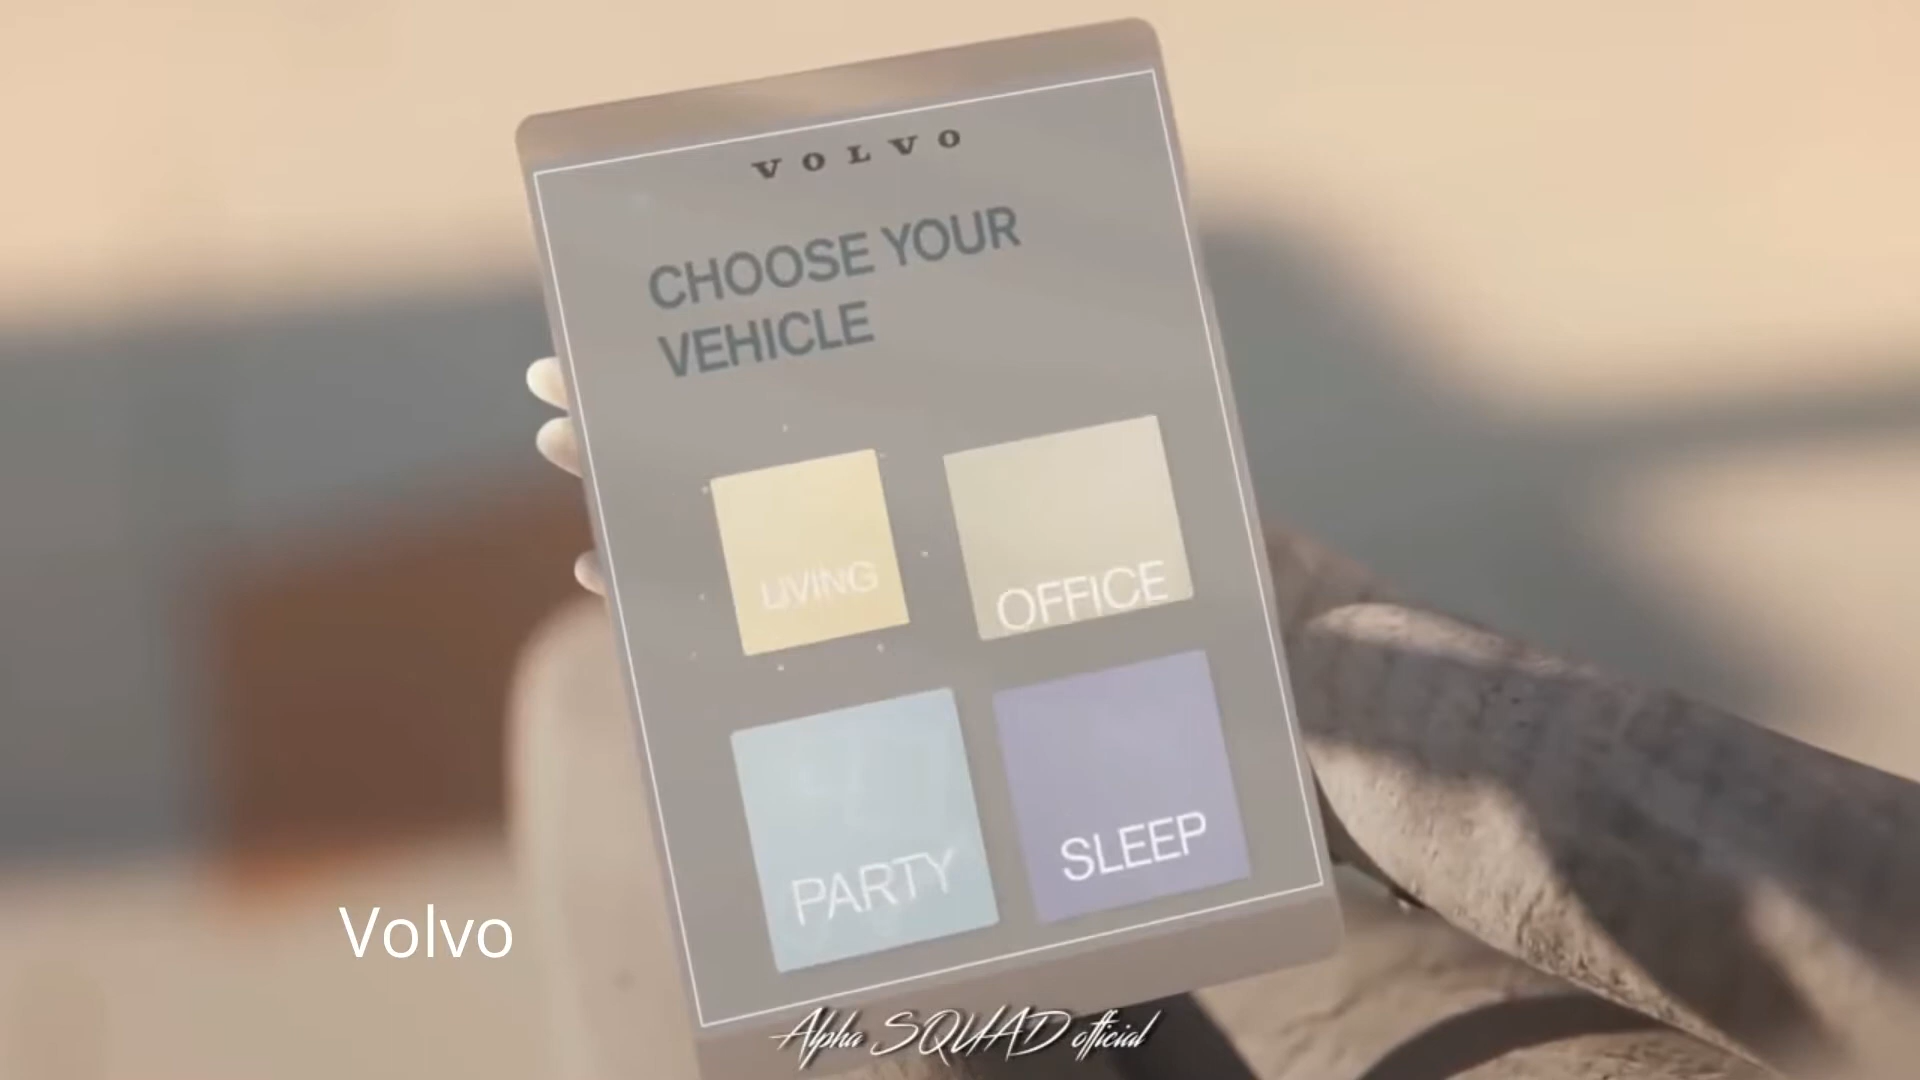 VOLVO
CHOOSE YOUR
VEHICLE
LIVING
OFFICE
PARTY
SLEEP
Volvo
Alpha SQUAD official